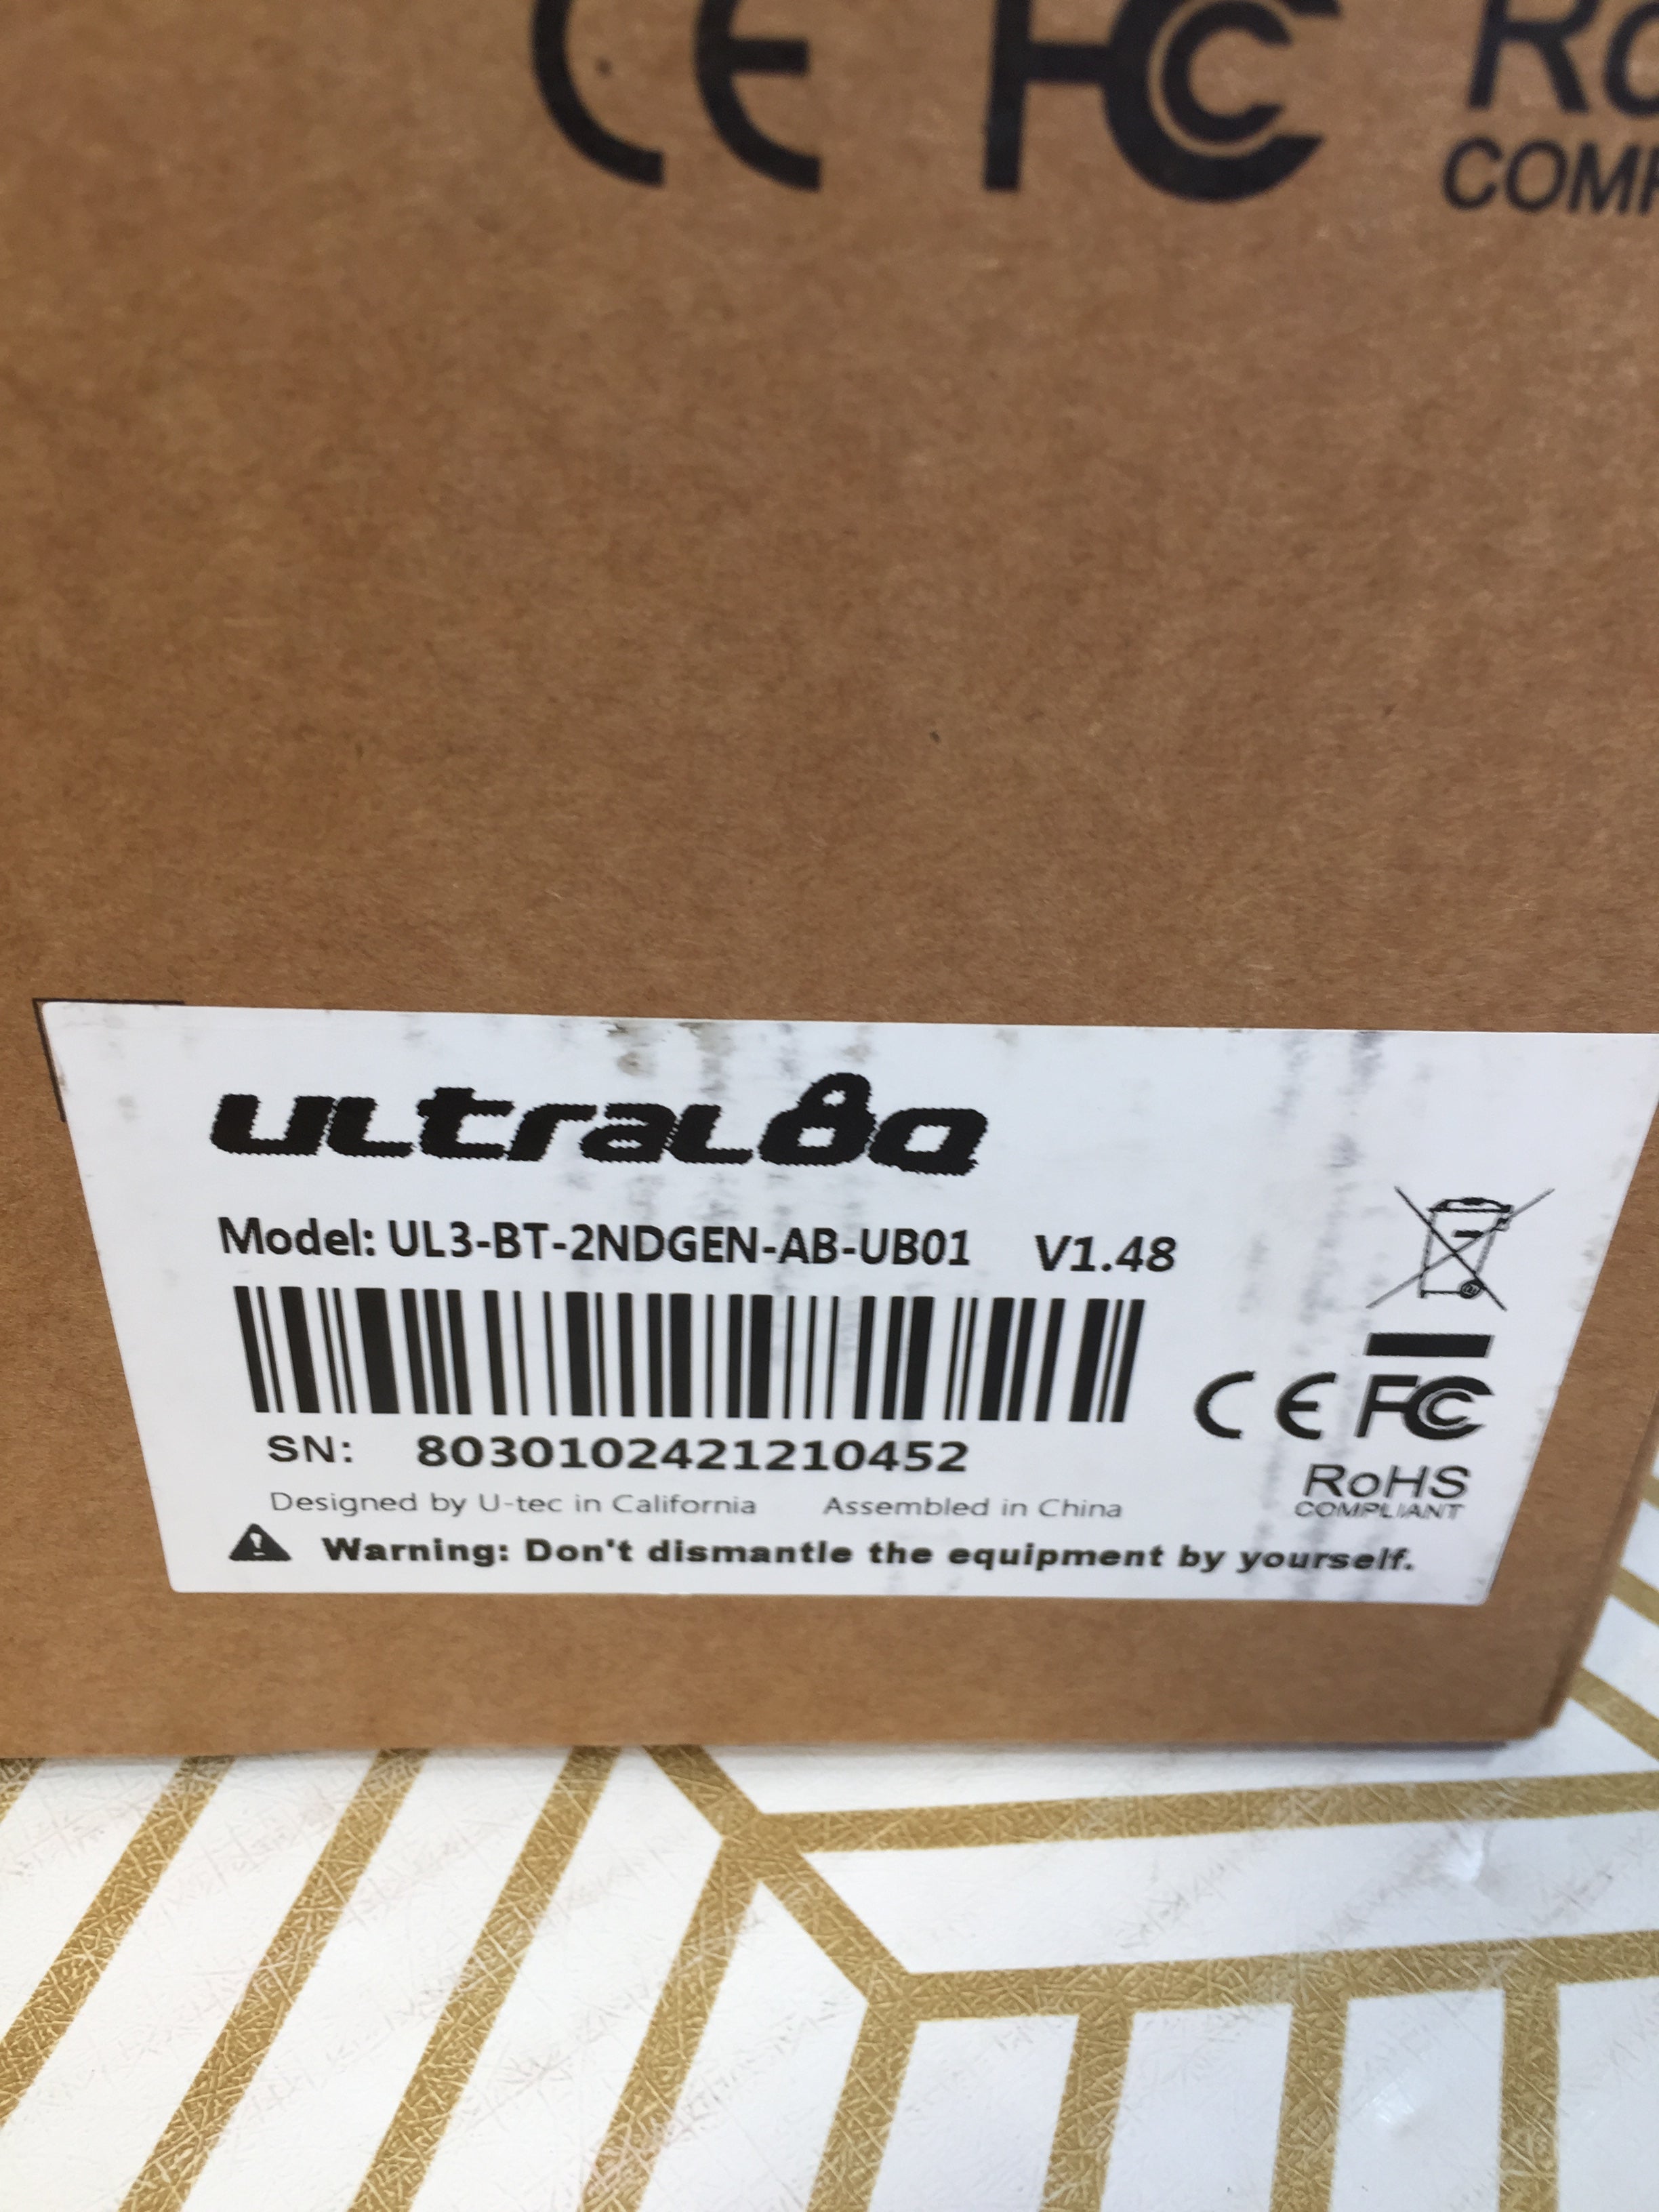 CE FC Ro
COMP
ultraloq
Model: UL3-BT-2NDGEN-AB-UB01 V1.48
SN: 8030102421210452
CE FC
RoHS
COMPLIANT
Designed by U-tec in California Assembled in China
Warning: Don't dismantle the equipment by yourself.